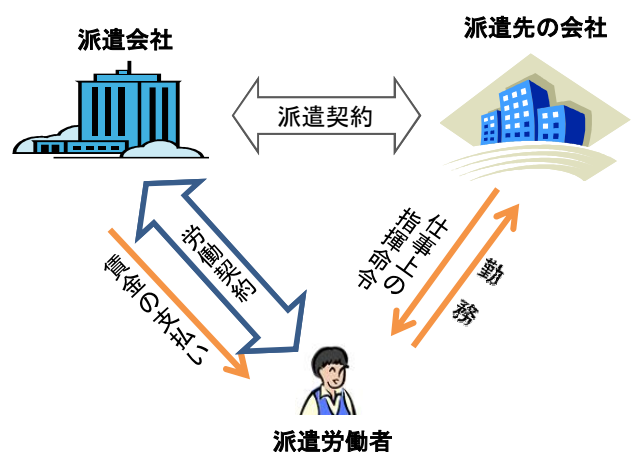 派遣会社
派遣先の会社
派遣契約
労働契約
賃金の支払い
仕事上の
指揮命令
勤務
派遣労働者